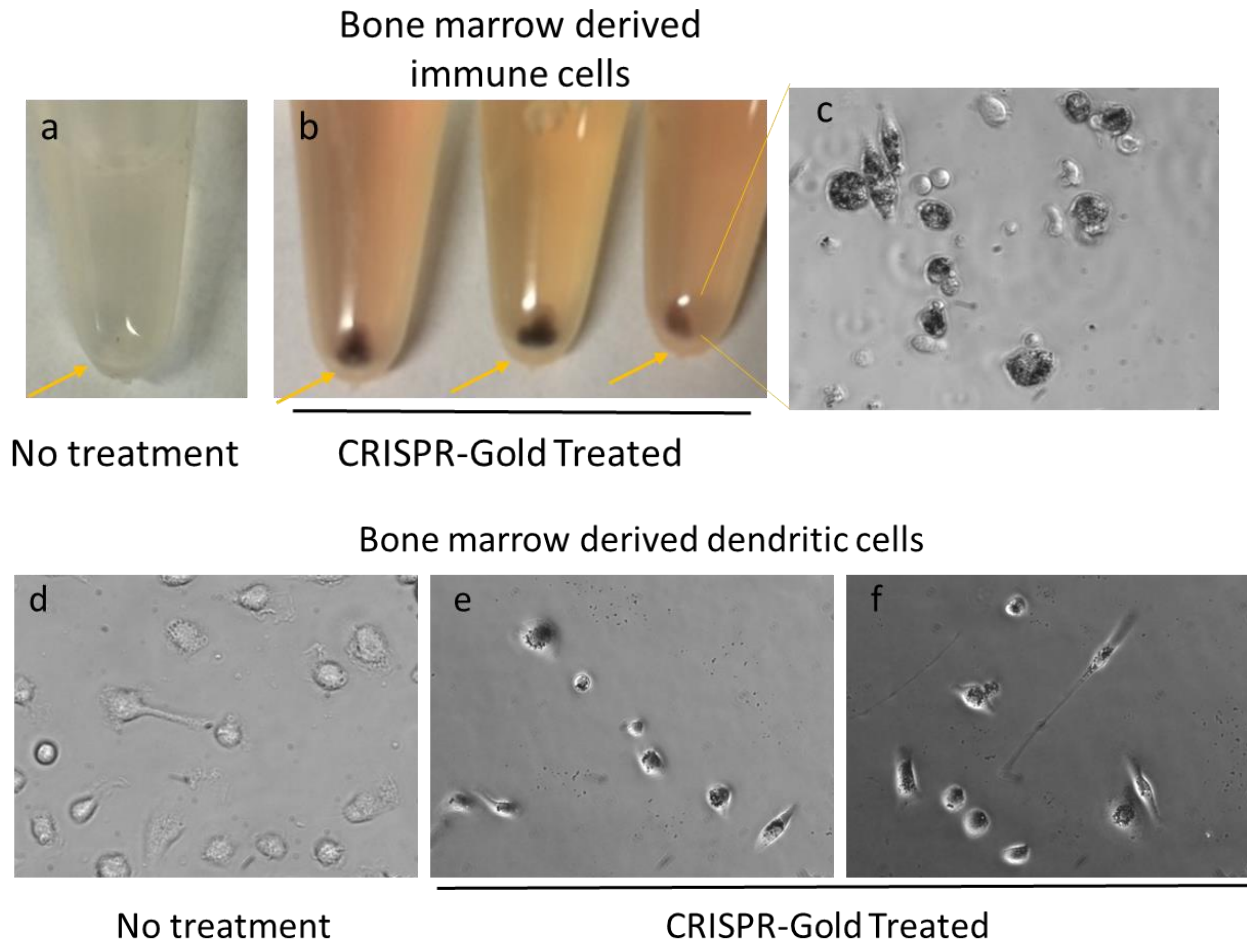 Bone marrow derived
immune cells
a
b
c
No treatment
CRISPR-Gold Treated
Bone marrow derived dendritic cells
d
e
f
No treatment
CRISPR-Gold Treated